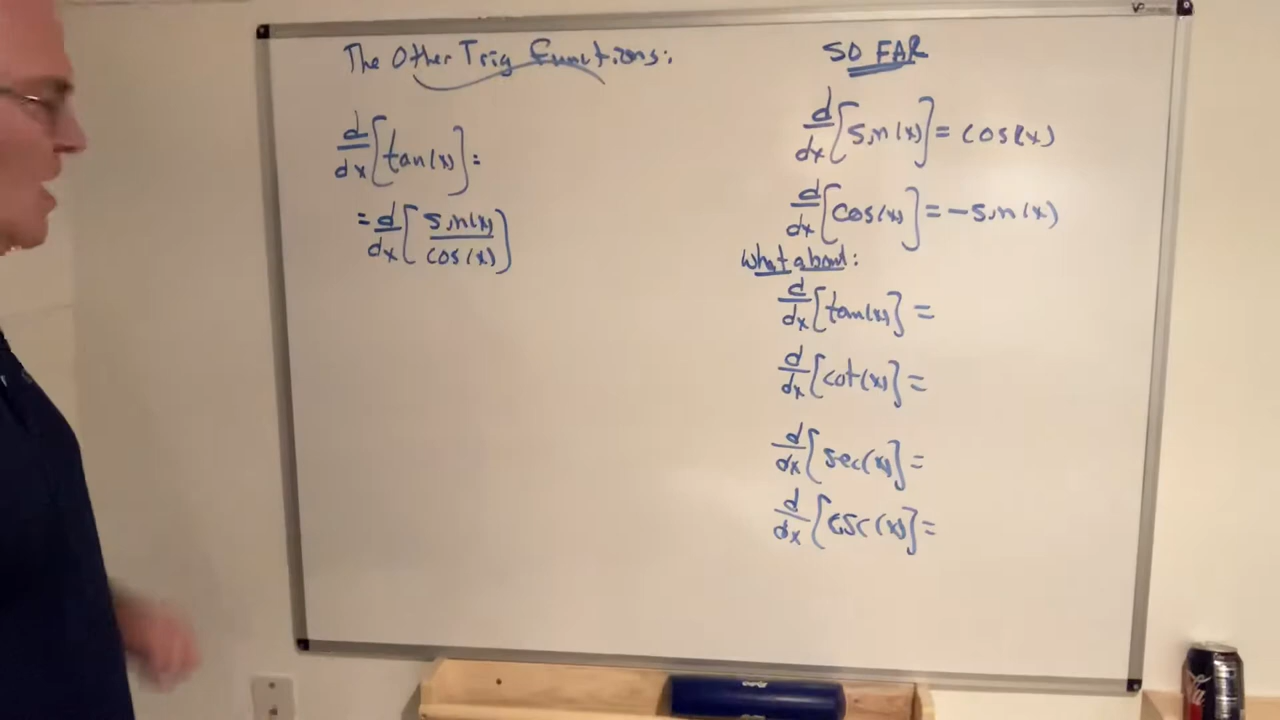 The Other Trig Functions:
d/dx [tan(x)] =
= d/dx [sin(x)/cos(x)]
SO FAR
d/dx [sin(x)] = cos(x)
d/dx [cos(x)] = -sin(x)
What about:
d/dx [tan(x)] =
d/dx [cot(x)] =
d/dx [sec(x)] =
d/dx [csc(x)] =